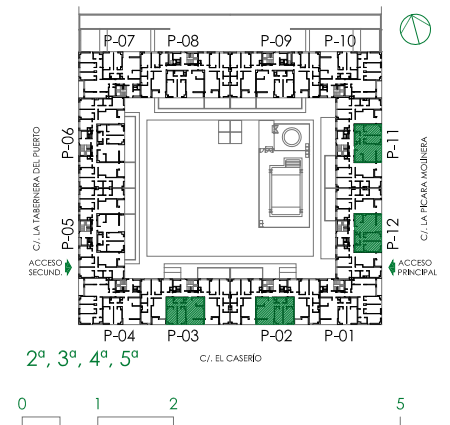 P-07 P-08 P-09 P-10
C/. LA TABERNERA DEL PUERTO
P-06
P-05
P-11
P-12
C/. LA PICARA MOLINERA
ACCESO
SECUND.
ACCESO
PRINCIPAL
P-04 P-03 P-02 P-01
2ª, 3ª, 4ª, 5ª
C/. EL CASERÍO
0 1 2 5